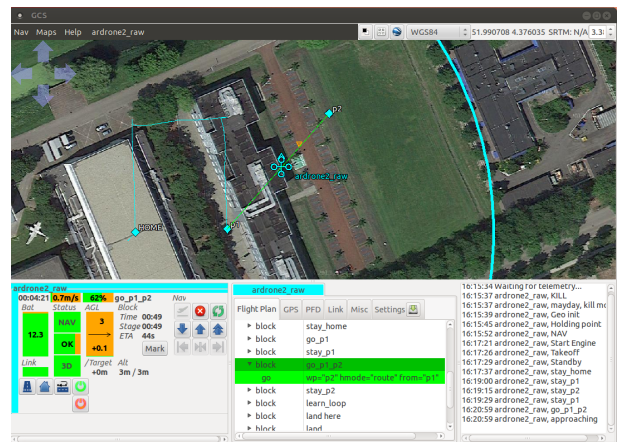 GCS
Nav Maps Help ardrone2_raw
WGS84 51.990708 4.376035 SRTM: N/A 3.3
p2
ardrone2_raw
HOME
p1
ardrone2_raw
00:04:21 0.7m/s 62% go_p1_p2 Nav
Bat Status AGL Block
Time 00:49
Stage 00:49
ETA 44s
12.3 NAV 3
OK +0.1
Mark
Link 3D /Target Alt
+0m 3m / 3m
ardrone2_raw
Flight Plan GPS PFD Link Misc Settings
block stay_home
block go_p1
block stay_p1
block go_p1_p2
go wp="p2" hmode="route" from="p1"
block stay_p2
block learn_loop
block land here
block land
16:15:34 Waiting for telemetry...
16:15:37 ardrone2_raw, KILL
16:15:37 ardrone2_raw, mayday, kill mo
16:15:39 ardrone2_raw, Geo init
16:15:45 ardrone2_raw, Holding point
16:15:52 ardrone2_raw, NAV
16:17:21 ardrone2_raw, Start Engine
16:17:26 ardrone2_raw, Takeoff
16:17:29 ardrone2_raw, Standby
16:17:37 ardrone2_raw, stay_home
16:19:00 ardrone2_raw, stay_p1
16:19:15 ardrone2_raw, stay_p2
16:19:29 ardrone2_raw, stay_p1
16:20:59 ardrone2_raw, go_p1_p2
16:20:59 ardrone2_raw, approaching